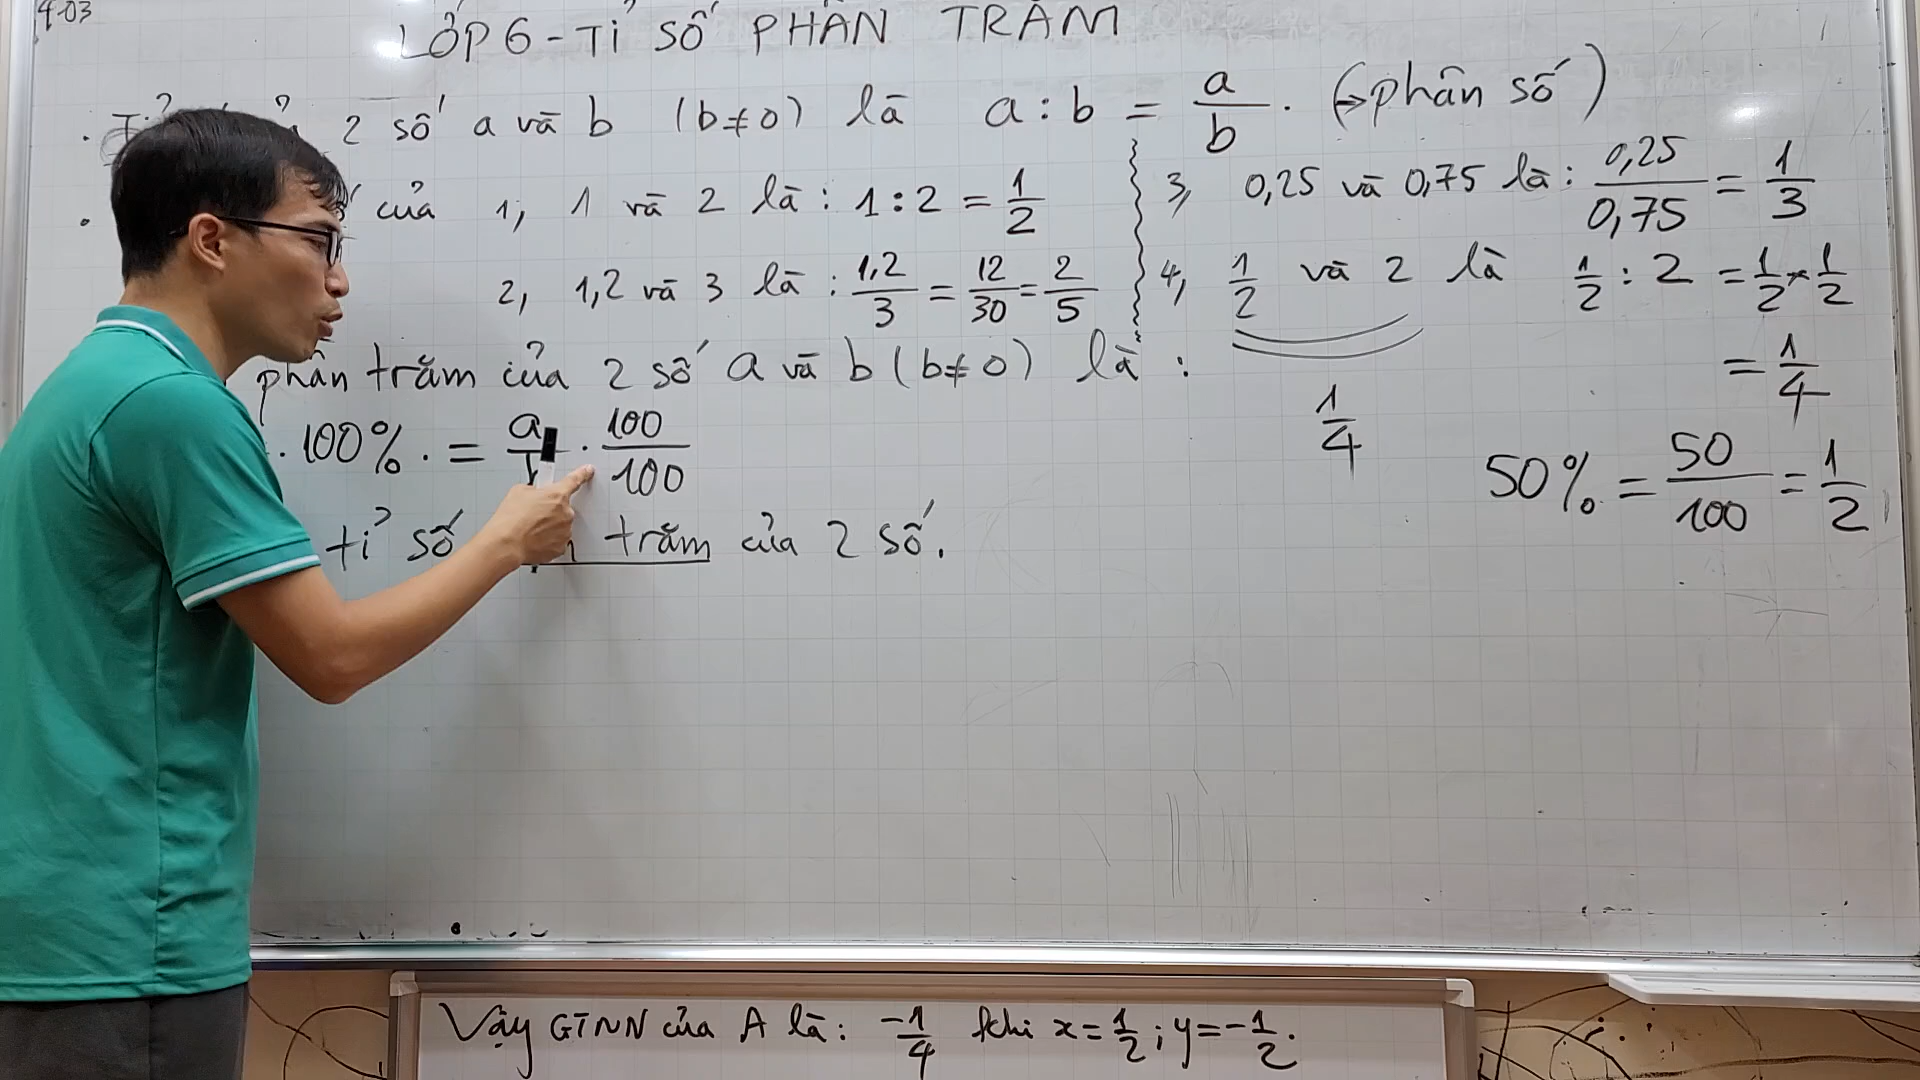 4-03
LỚP 6 - TỈ SỐ PHẦN TRĂM
2 số a và b (b≠0) là a : b = a/b. (→phân số)
của 1, 1 và 2 là : 1 : 2 = 1/2
2, 1,2 và 3 là : 1,2/3 = 12/30 = 2/5
3, 0,25 và 0,75 là : 0,25/0,75 = 1/3
4, 1/2 và 2 là 1/2 : 2 = 1/2 × 1/2
= 1/4
1/4
phần trăm của 2 số a và b (b≠0) là :
. 100% . = a/b . 100/100
50% = 50/100 = 1/2
tỉ số trăm của 2 số.
Vậy GTNN của A là : -1/4 khi x = 1/2 ; y = -1/2.